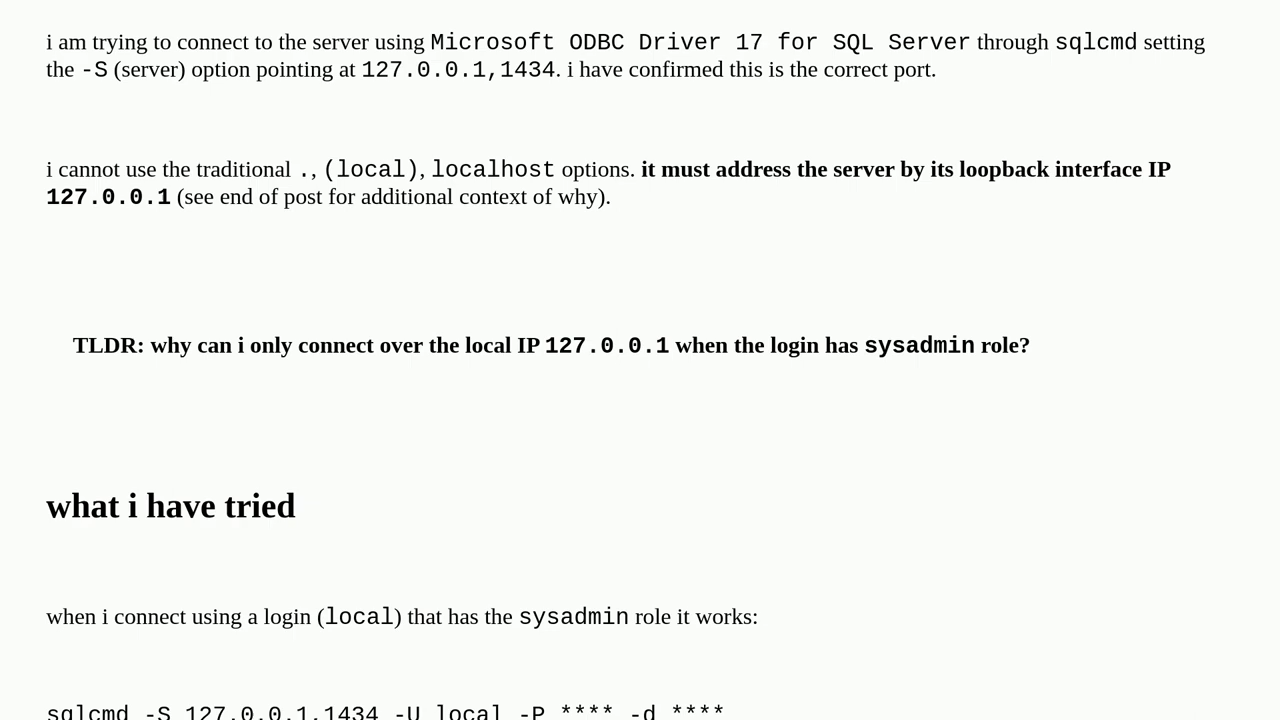 i am trying to connect to the server using Microsoft ODBC Driver 17 for SQL Server through sqlcmd setting
the -S (server) option pointing at 127.0.0.1,1434. i have confirmed this is the correct port.
i cannot use the traditional ., (local), localhost options. it must address the server by its loopback interface IP
127.0.0.1 (see end of post for additional context of why).
TLDR: why can i only connect over the local IP 127.0.0.1 when the login has sysadmin role?
what i have tried
when i connect using a login (local) that has the sysadmin role it works:
sqlcmd -S 127.0.0.1,1434 -U local -P **** -d ****